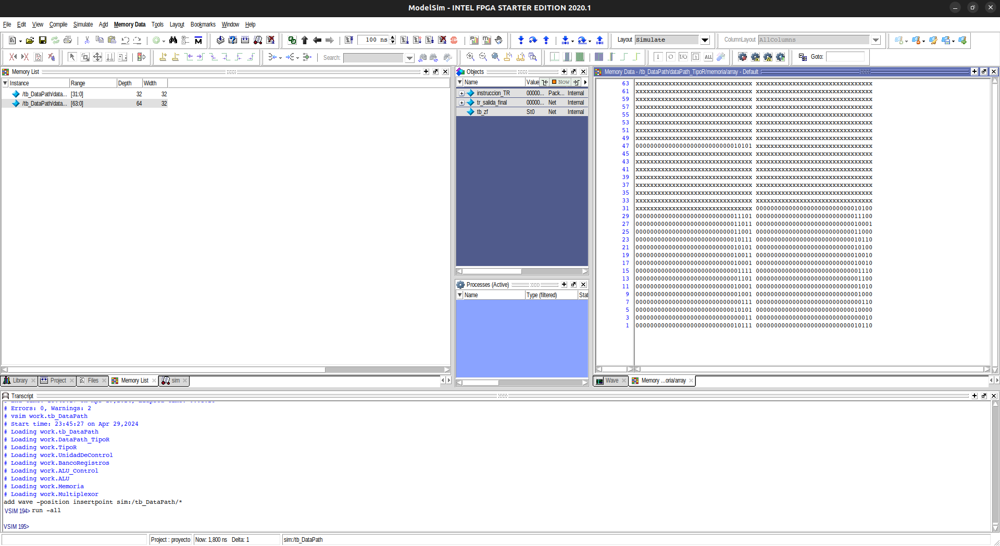 ModelSim - INTEL FPGA STARTER EDITION 2020.1
File Edit View Compile Simulate Add Memory Data Tools Layout Bookmarks Window Help
100 ns
Layout Simulate
ColumnLayout AllColumns
Search:
Goto:
Memory List
Instance Range Depth Width
/tb_DataPath/data... [31:0] 32 32
/tb_DataPath/data... [63:0] 64 32
Objects
Name Value Now
instruccion_TR 00000... Pack... Internal
tr_salida_final 00000... Net Internal
tb_zf St0 Net Internal
Processes (Active)
Name Type (filtered) Stat
Memory Data - /tb_DataPath/dataPath_TipoR/memoria/array - Default
63 xxxxxxxxxxxxxxxxxxxxxxxxxxxxxxxx xxxxxxxxxxxxxxxxxxxxxxxxxxxxxxxx
61 xxxxxxxxxxxxxxxxxxxxxxxxxxxxxxxx xxxxxxxxxxxxxxxxxxxxxxxxxxxxxxxx
59 xxxxxxxxxxxxxxxxxxxxxxxxxxxxxxxx xxxxxxxxxxxxxxxxxxxxxxxxxxxxxxxx
57 xxxxxxxxxxxxxxxxxxxxxxxxxxxxxxxx xxxxxxxxxxxxxxxxxxxxxxxxxxxxxxxx
55 xxxxxxxxxxxxxxxxxxxxxxxxxxxxxxxx xxxxxxxxxxxxxxxxxxxxxxxxxxxxxxxx
53 xxxxxxxxxxxxxxxxxxxxxxxxxxxxxxxx xxxxxxxxxxxxxxxxxxxxxxxxxxxxxxxx
51 xxxxxxxxxxxxxxxxxxxxxxxxxxxxxxxx xxxxxxxxxxxxxxxxxxxxxxxxxxxxxxxx
49 xxxxxxxxxxxxxxxxxxxxxxxxxxxxxxxx xxxxxxxxxxxxxxxxxxxxxxxxxxxxxxxx
47 00000000000000000000000000010101 xxxxxxxxxxxxxxxxxxxxxxxxxxxxxxxx
45 xxxxxxxxxxxxxxxxxxxxxxxxxxxxxxxx xxxxxxxxxxxxxxxxxxxxxxxxxxxxxxxx
43 xxxxxxxxxxxxxxxxxxxxxxxxxxxxxxxx xxxxxxxxxxxxxxxxxxxxxxxxxxxxxxxx
41 xxxxxxxxxxxxxxxxxxxxxxxxxxxxxxxx xxxxxxxxxxxxxxxxxxxxxxxxxxxxxxxx
39 xxxxxxxxxxxxxxxxxxxxxxxxxxxxxxxx xxxxxxxxxxxxxxxxxxxxxxxxxxxxxxxx
37 xxxxxxxxxxxxxxxxxxxxxxxxxxxxxxxx xxxxxxxxxxxxxxxxxxxxxxxxxxxxxxxx
35 xxxxxxxxxxxxxxxxxxxxxxxxxxxxxxxx xxxxxxxxxxxxxxxxxxxxxxxxxxxxxxxx
33 xxxxxxxxxxxxxxxxxxxxxxxxxxxxxxxx xxxxxxxxxxxxxxxxxxxxxxxxxxxxxxxx
31 xxxxxxxxxxxxxxxxxxxxxxxxxxxxxxxx 00000000000000000000000000010100
29 00000000000000000000000000011101 00000000000000000000000000011100
27 00000000000000000000000000011011 00000000000000000000000000010001
25 00000000000000000000000000011001 00000000000000000000000000011000
23 00000000000000000000000000010111 00000000000000000000000000010110
21 00000000000000000000000000010101 00000000000000000000000000010100
19 00000000000000000000000000010011 00000000000000000000000000010010
17 00000000000000000000000000010001 00000000000000000000000000010010
15 00000000000000000000000000001111 00000000000000000000000000001110
13 00000000000000000000000000001101 00000000000000000000000000001100
11 00000000000000000000000000010001 00000000000000000000000000001010
9 00000000000000000000000000001001 00000000000000000000000000001000
7 00000000000000000000000000000111 00000000000000000000000000000110
5 00000000000000000000000000010101 00000000000000000000000000010000
3 00000000000000000000000000000011 00000000000000000000000000000010
1 00000000000000000000000000010111 00000000000000000000000000010110
Library Project Files Memory List sim
Wave Memory ...oria/array
Transcript
# Errors: 0, Warnings: 2
# vsim work.tb_DataPath
# Start time: 23:45:27 on Apr 29,2024
# Loading work.tb_DataPath
# Loading work.DataPath_TipoR
# Loading work.TipoR
# Loading work.UnidadDeControl
# Loading work.BancoRegistros
# Loading work.ALU_Control
# Loading work.ALU
# Loading work.Memoria
# Loading work.Multiplexor
add wave -position insertpoint sim:/tb_DataPath/*
VSIM 194> run -all
VSIM 195>
Project : proyecto Now: 1,800 ns Delta: 1 sim:/tb_DataPath